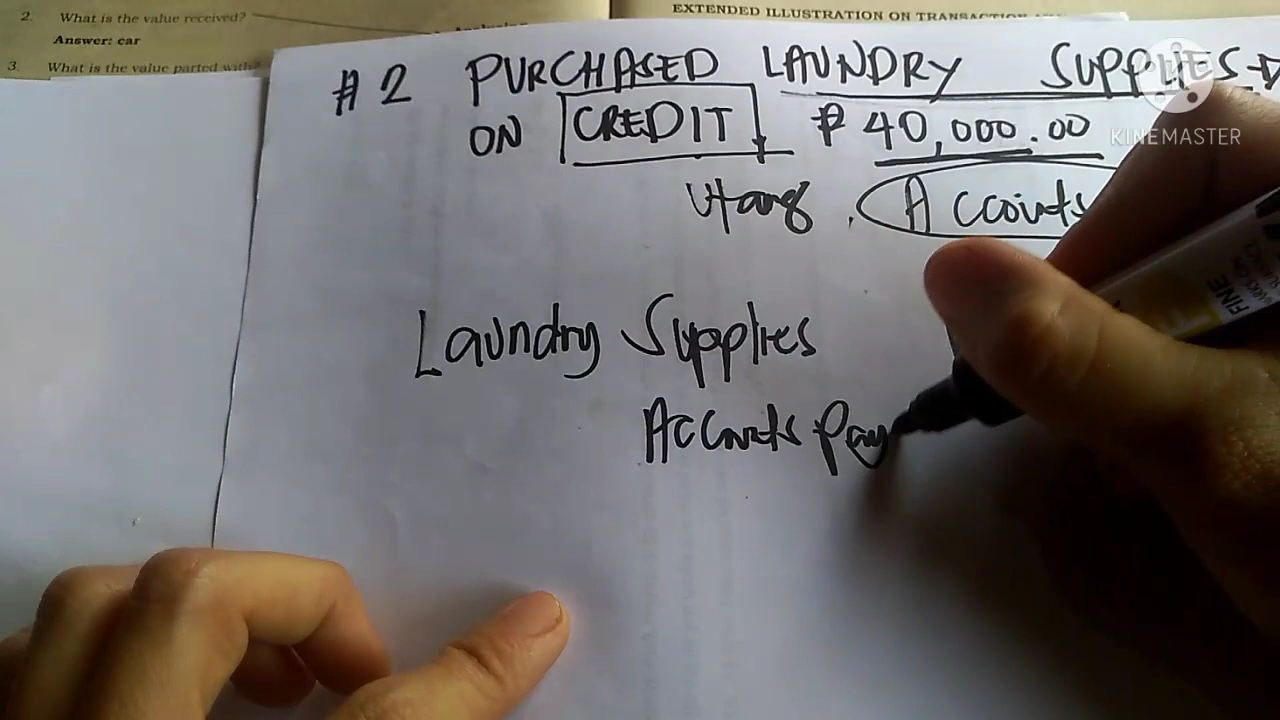 2. What is the value received?
Answer: car
3. What is the value parted with?
EXTENDED ILLUSTRATION ON
#2 PURCHASED LAUNDRY SUPPLIES
ON CREDIT, ₱ 40,000.00
KINEMASTER
Utang, Accounts
Laundry Supplies
Accounts Pay
FINE